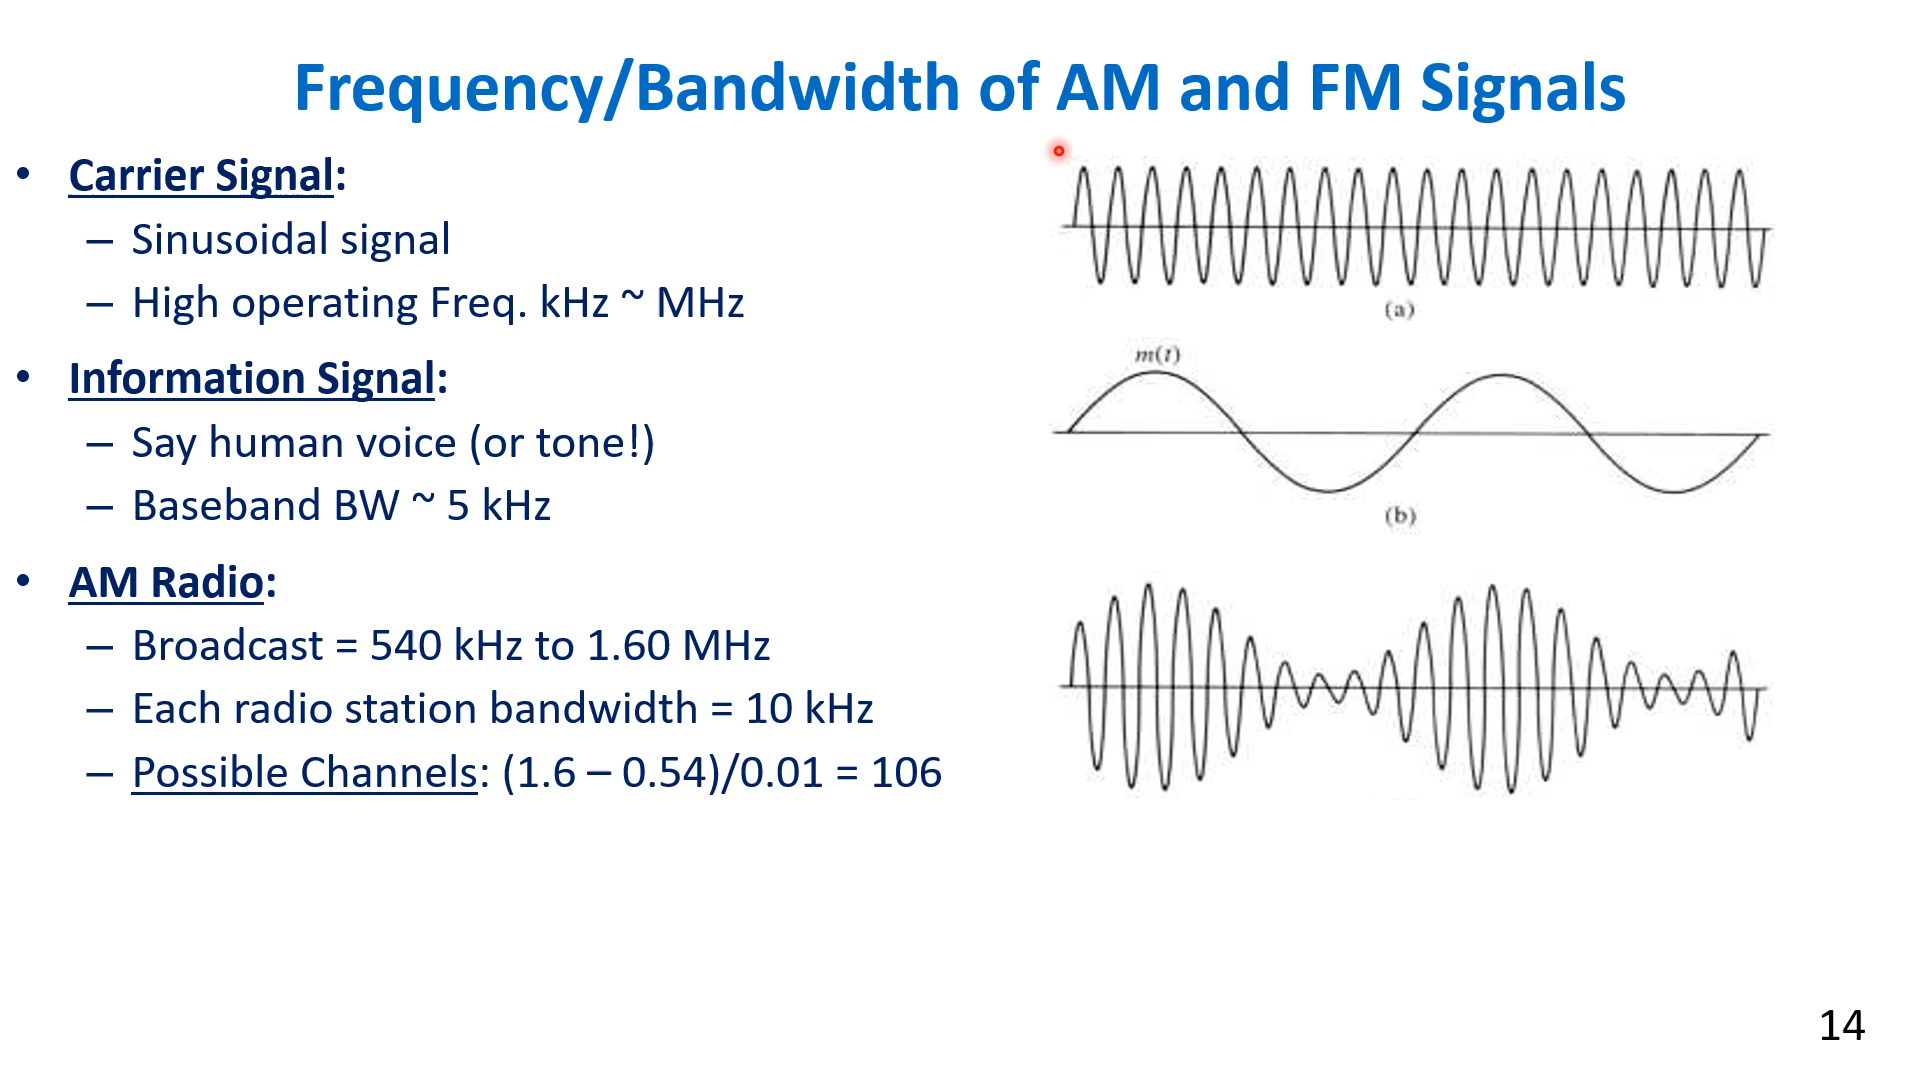 Frequency/Bandwidth of AM and FM Signals
• Carrier Signal:
– Sinusoidal signal
– High operating Freq. kHz ~ MHz
(a)
• Information Signal:
– Say human voice (or tone!)
– Baseband BW ~ 5 kHz
m(t)
(b)
• AM Radio:
– Broadcast = 540 kHz to 1.60 MHz
– Each radio station bandwidth = 10 kHz
– Possible Channels: (1.6 – 0.54)/0.01 = 106
14